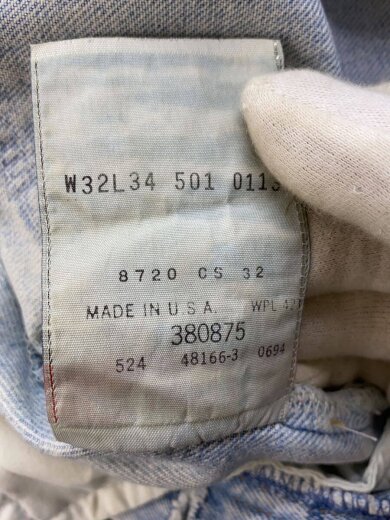 W32L34 501 0113
8720 CS 32
MADE IN U S A. WPL 423
380875
524 48166-3 0694